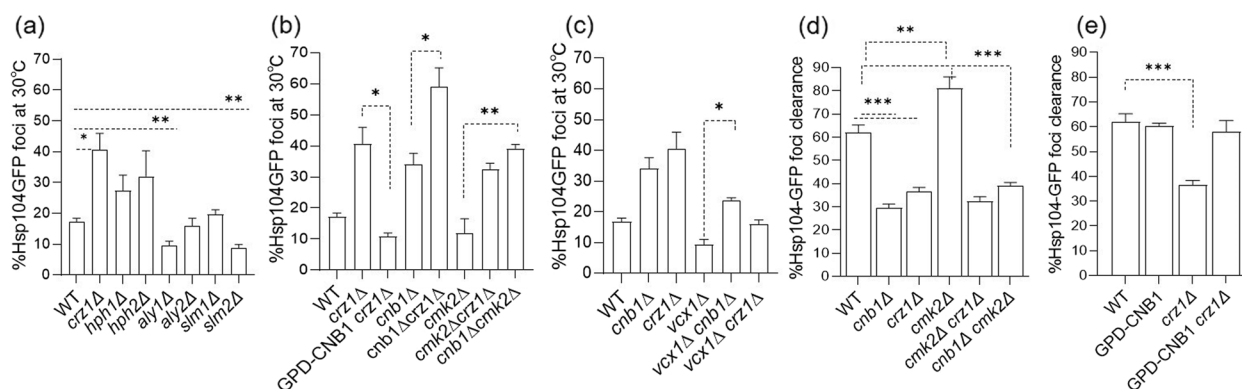 (a)
%Hsp104GFP foci at 30°C
70
60
50
40
30
20
10
0
*
**
**
WT
crz1Δ
hph1Δ
hph2Δ
aly1Δ
aly2Δ
slm1Δ
slm2Δ
(b)
%Hsp104GFP foci at 30°C
70
60
50
40
30
20
10
0
*
*
**
WT
crz1Δ
GPD-CNB1 crz1Δ
cnb1Δ
cnb1Δcrz1Δ
cmk2Δ
cmk2Δcrz1Δ
cnb1Δcmk2Δ
(c)
%Hsp104GFP foci at 30°C
70
60
50
40
30
20
10
0
*
WT
cnb1Δ
crz1Δ
vcx1Δ
vcx1Δ cnb1Δ
vcx1Δ crz1Δ
(d)
%Hsp104-GFP foci clearance
90
80
70
60
50
40
30
20
10
0
**
***
***
WT
cnb1Δ
crz1Δ
cmk2Δ
cmk2Δ crz1Δ
cnb1Δ cmk2Δ
(e)
%Hsp104-GFP foci clearance
90
80
70
60
50
40
30
20
10
0
***
WT
GPD-CNB1
crz1Δ
GPD-CNB1 crz1Δ